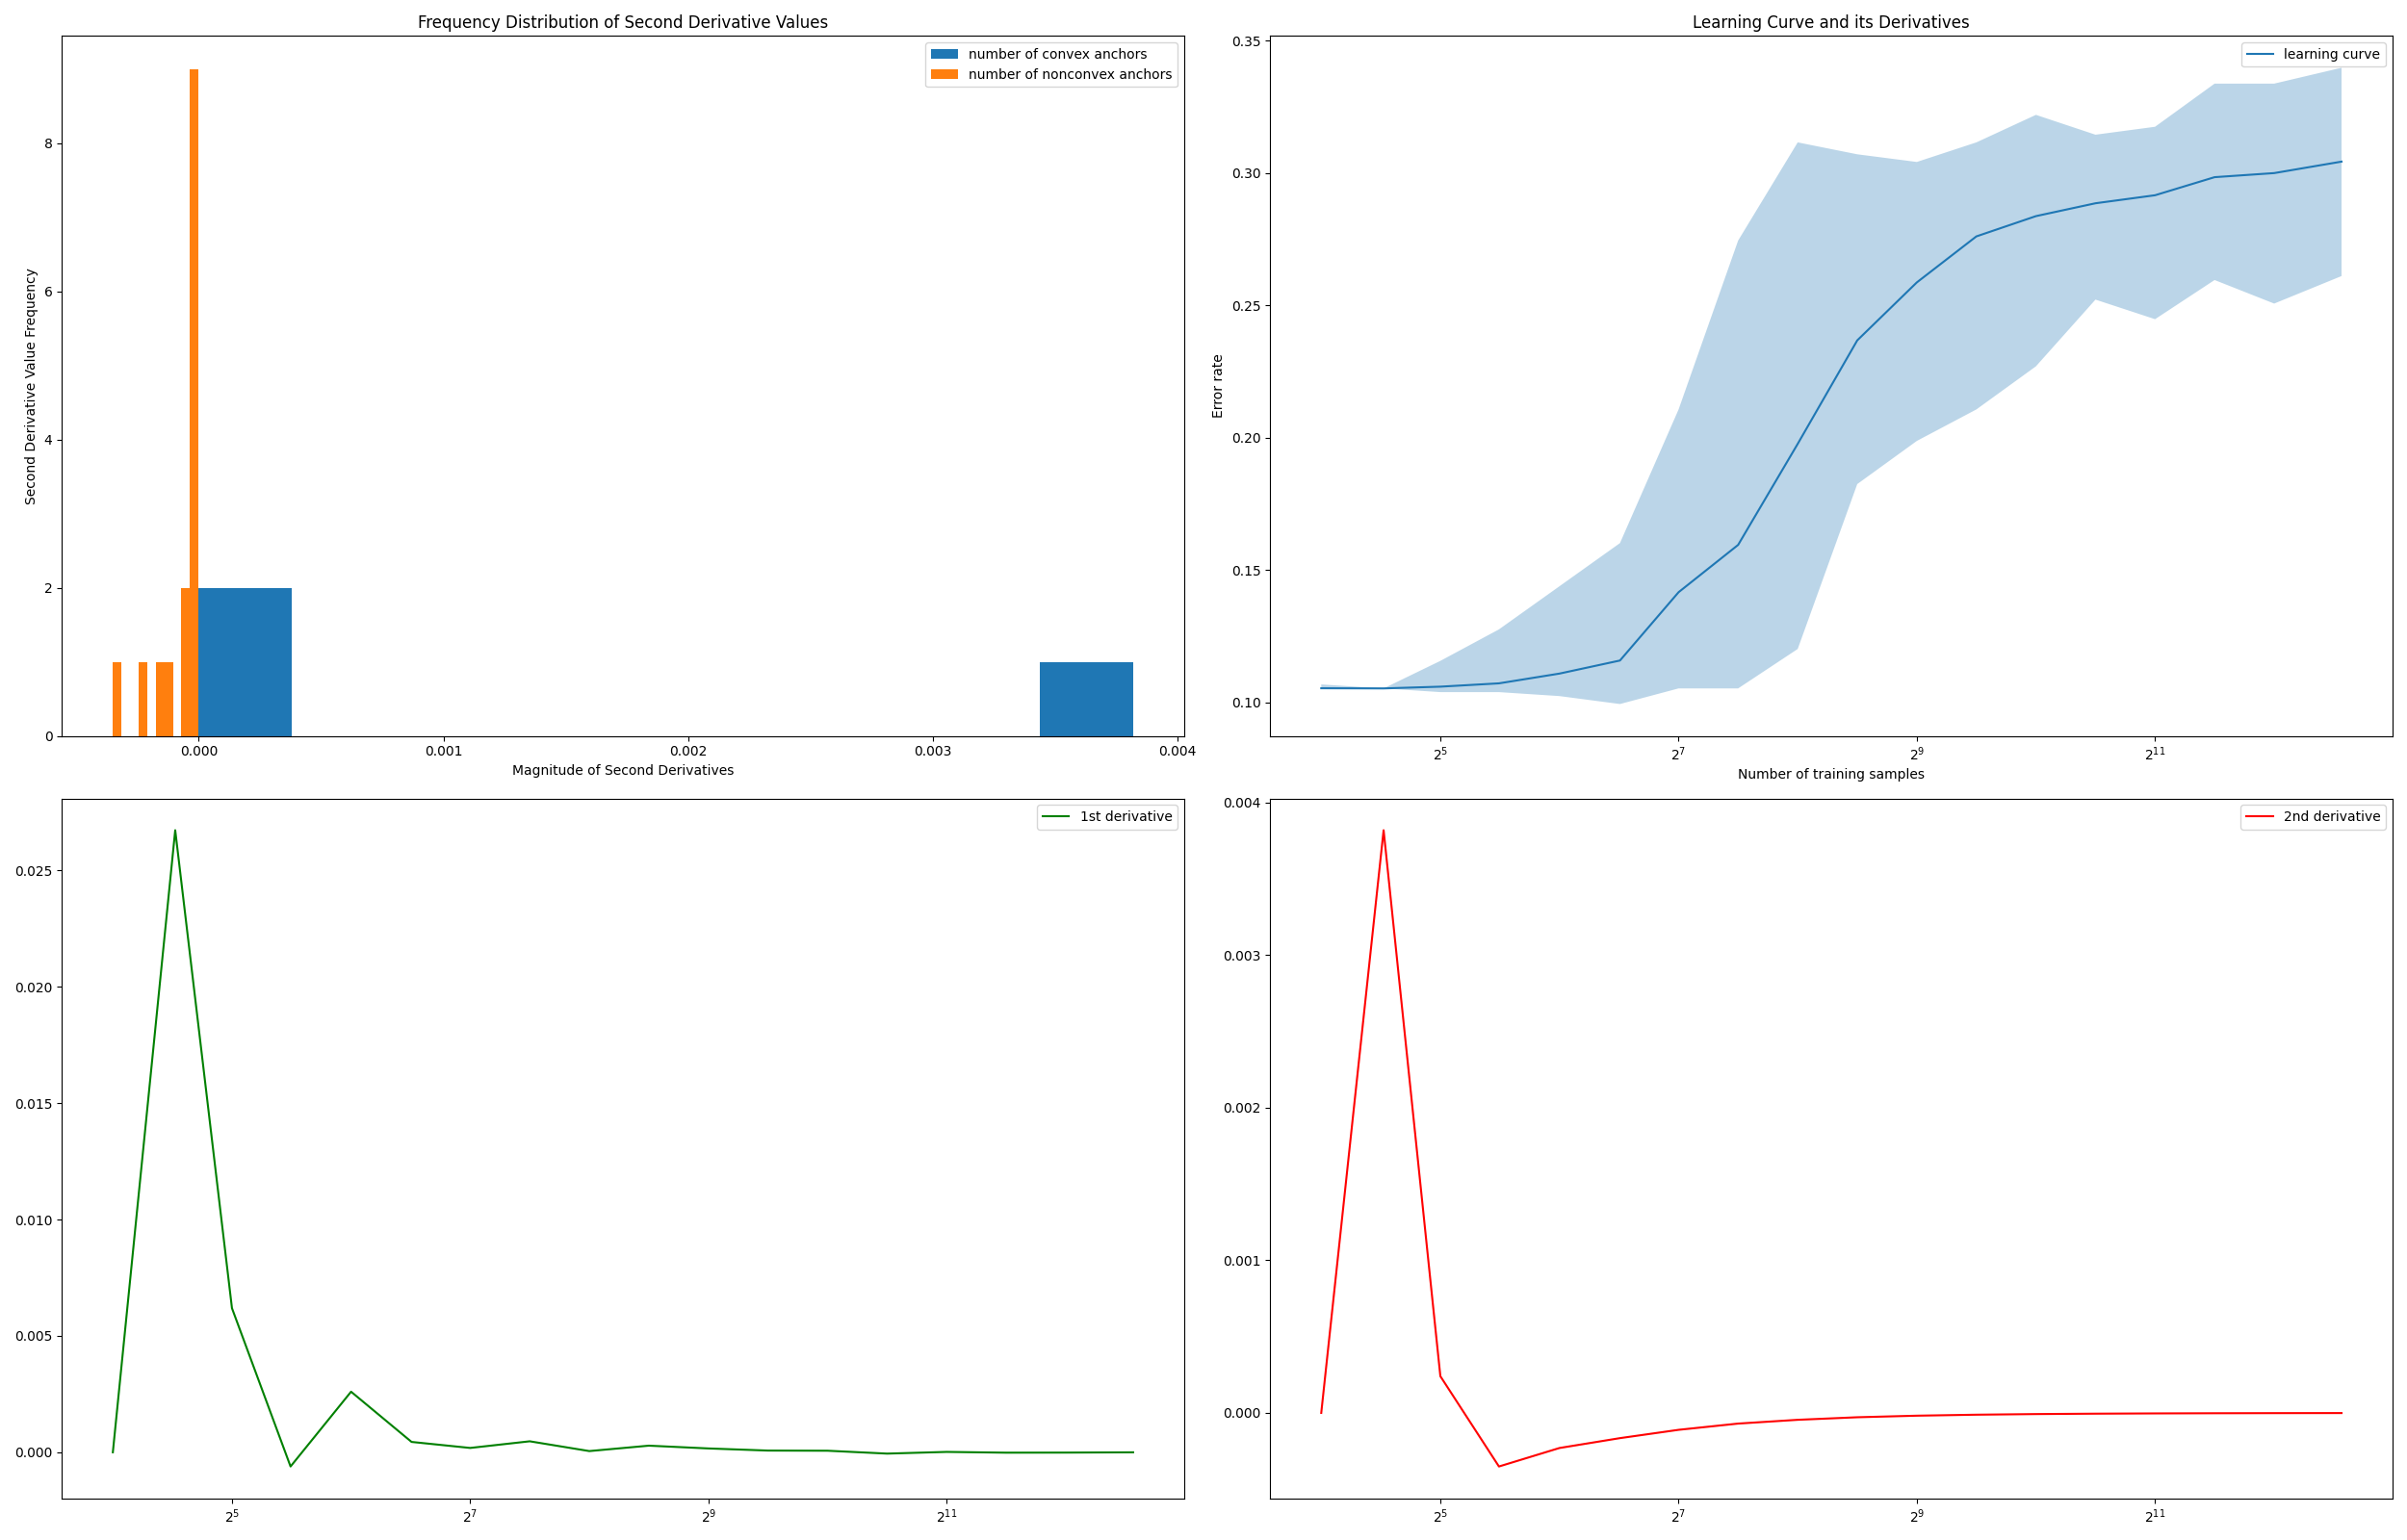 Frequency Distribution of Second Derivative Values
number of convex anchors
number of nonconvex anchors
Second Derivative Value Frequency
8
6
4
2
0
0.000 0.001 0.002 0.003 0.004
Magnitude of Second Derivatives
Learning Curve and its Derivatives
learning curve
Error rate
0.35
0.30
0.25
0.20
0.15
0.10
2^5 2^7 2^9 2^11
Number of training samples
1st derivative
0.025
0.020
0.015
0.010
0.005
0.000
2^5 2^7 2^9 2^11
2nd derivative
0.004
0.003
0.002
0.001
0.000
2^5 2^7 2^9 2^11